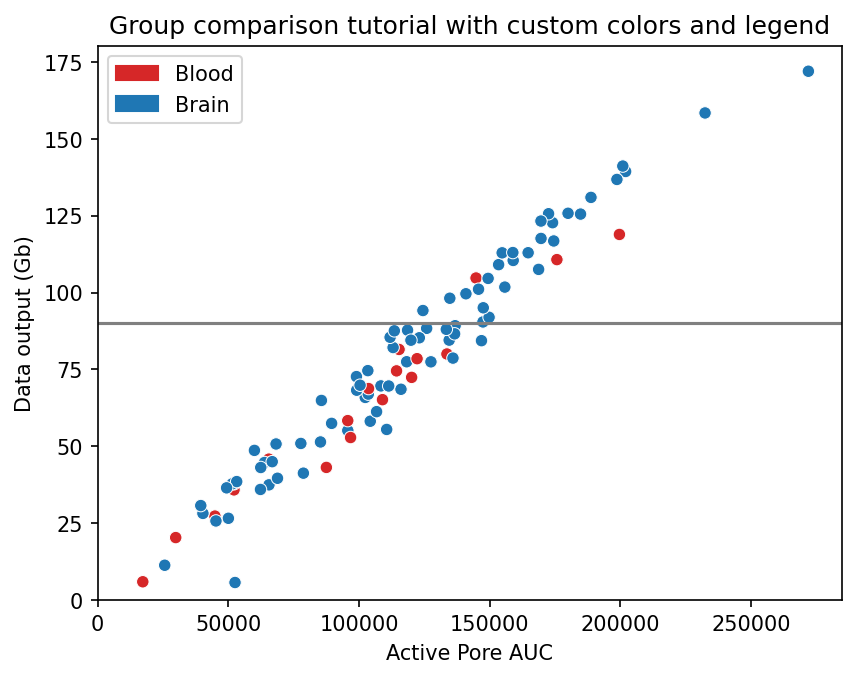 Group comparison tutorial with custom colors and legend
Blood
Brain
175
150
125
100
75
50
25
0
Data output (Gb)
0
50000
100000
150000
200000
250000
Active Pore AUC